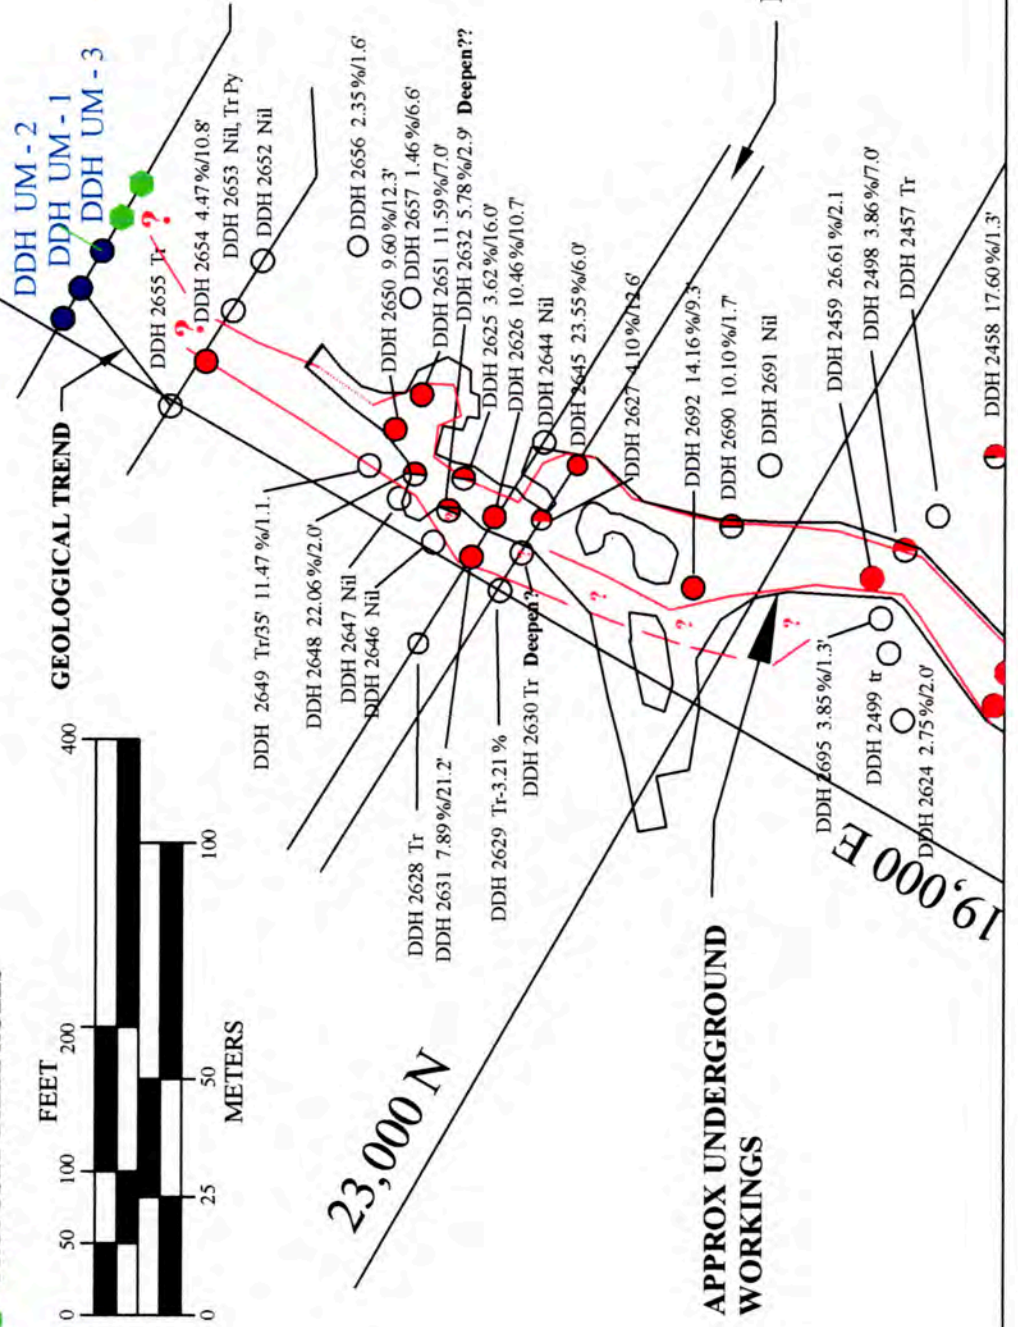 DDH UM - 2
DDH UM - 1
DDH UM - 3
DDH 2655 Tr
DDH 2654 4.47 %/10.8'
DDH 2653 Nil, Tr Py
DDH 2652 Nil
GEOLOGICAL TREND
DDH 2656 2.35 %/1.6'
DDH 2650 9.60 %/12.3'
DDH 2657 1.46 %/6.6'
DDH 2651 11.59 %/7.0'
DDH 2632 5.78 %/2.9' Deepen??
DDH 2625 3.62 %/16.0'
DDH 2626 10.46 %/10.7'
DDH 2644 Nil
DDH 2645 23.55 %/6.0'
DDH 2627 4.10 %/12.6'
DDH 2692 14.16 %/9.3'
DDH 2690 10.10 %/1.7'
DDH 2691 Nil
DDH 2459 26.61 %/2.1
DDH 2498 3.86 %/7.0'
DDH 2457 Tr
DDH 2458 17.60 %/1.3'
DDH 2649 Tr/35' 11.47 %/1.1
DDH 2648 22.06 %/2.0'
DDH 2647 Nil
DDH 2646 Nil
DDH 2628 Tr
DDH 2631 7.89 %/21.2'
DDH 2629 Tr-3.21 %
DDH 2630 Tr Deepen?
DDH 2695 3.85 %/1.3'
DDH 2499 tr
DDH 2624 2.75 %/2.0'
?
?
?
?
?
?
?
FEET
0 50 100 200 400
0 25 50 100
METERS
23,000 N
19,000 E
APPROX UNDERGROUND
WORKINGS